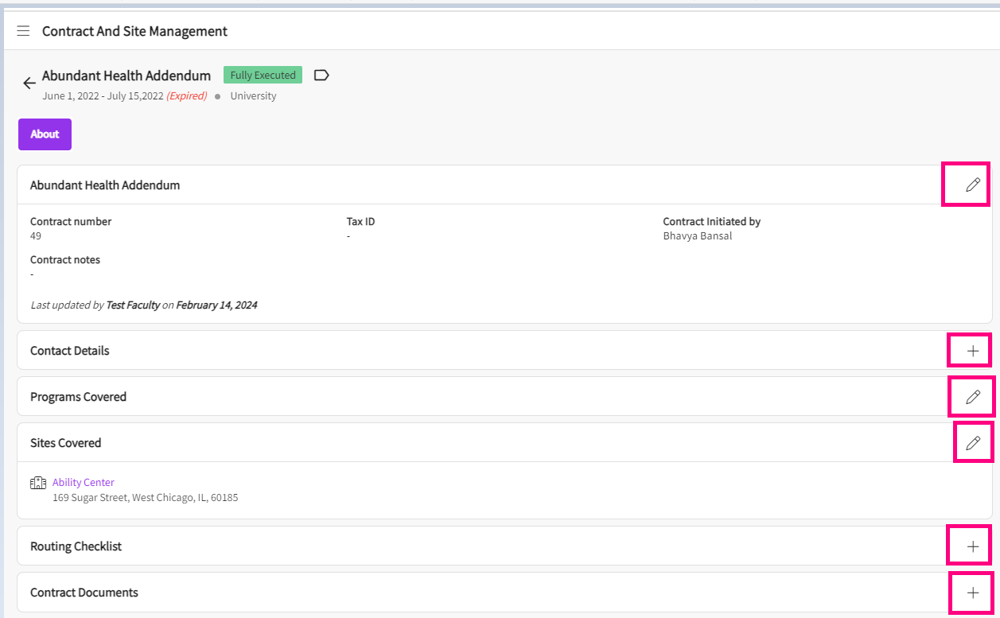 Contract And Site Management
Abundant Health Addendum Fully Executed
June 1, 2022 - July 15,2022 (Expired) University
About
Abundant Health Addendum
Contract number Tax ID Contract Initiated by
49 - Bhavya Bansal
Contract notes
-
Last updated by Test Faculty on February 14, 2024
Contact Details
Programs Covered
Sites Covered
Ability Center
169 Sugar Street, West Chicago, IL, 60185
Routing Checklist
Contract Documents